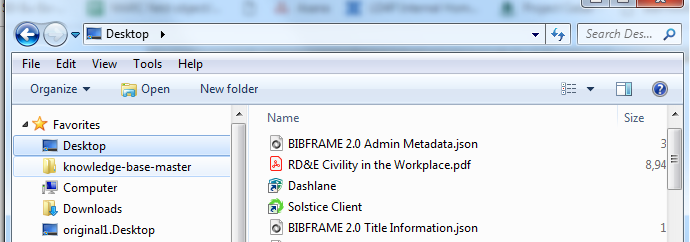 Desktop
Search Des...
File Edit View Tools Help
Organize Open New folder
Favorites
Desktop
knowledge-base-master
Computer
Downloads
original1.Desktop
Name Size
BIBFRAME 2.0 Admin Metadata.json 3
RD&E Civility in the Workplace.pdf 8,94
Dashlane
Solstice Client
BIBFRAME 2.0 Title Information.json 1